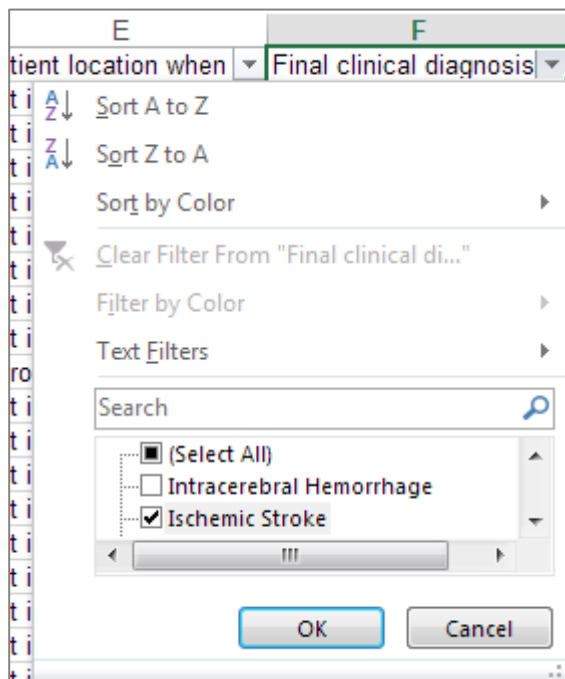 E F
tient location when Final clinical diagnosis
t i Sort A to Z
t i
t i Sort Z to A
t i Sort by Color
t i
t i Clear Filter From "Final clinical di..."
t i Filter by Color
t i Text Filters
ro
t i Search
t i (Select All)
t i Intracerebral Hemorrhage
t i Ischemic Stroke
t i
t i
t i OK Cancel
t i
t i